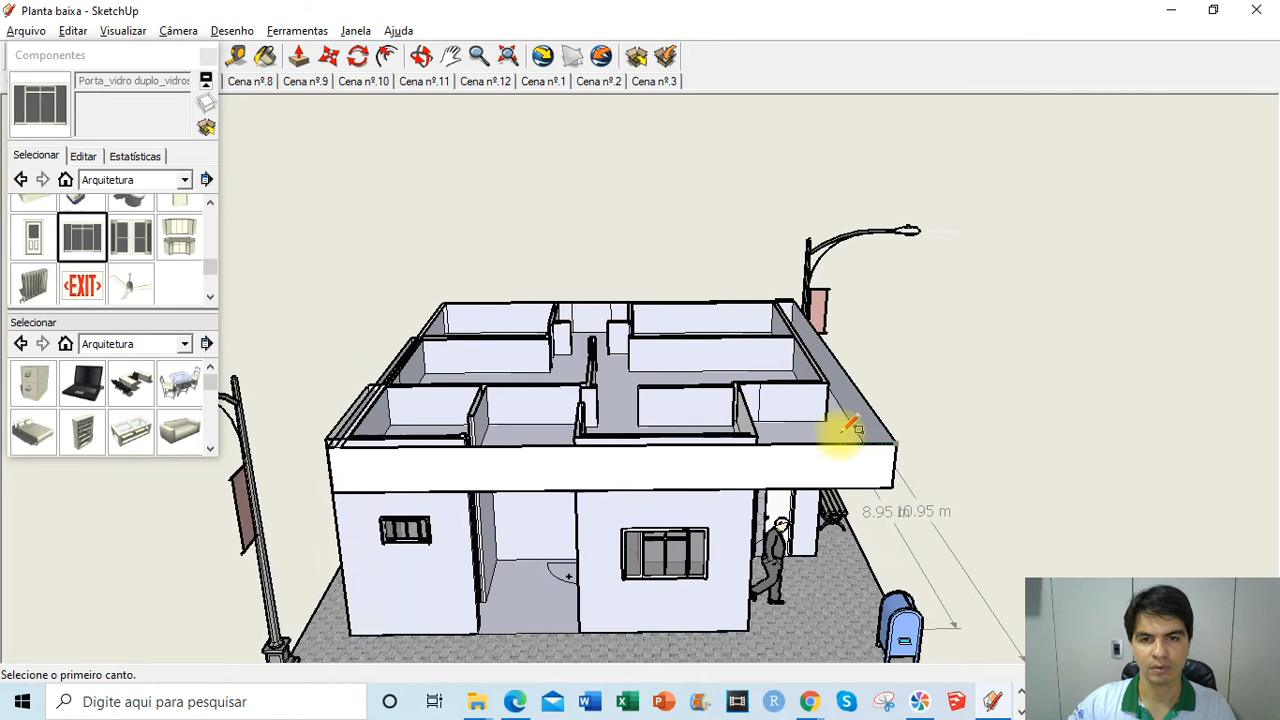 Planta baixa - SketchUp
Arquivo Editar Visualizar Câmera Desenho Ferramentas Janela Ajuda
Componentes
Porta_vidro duplo_vidros
Cena nº.8 Cena nº.9 Cena nº.10 Cena nº.11 Cena nº.12 Cena nº.1 Cena nº.2 Cena nº.3
Selecionar Editar Estatísticas
Arquitetura
EXIT
Selecionar
Arquitetura
10.95 m
Selecione o primeiro canto.
Digite aqui para pesquisar